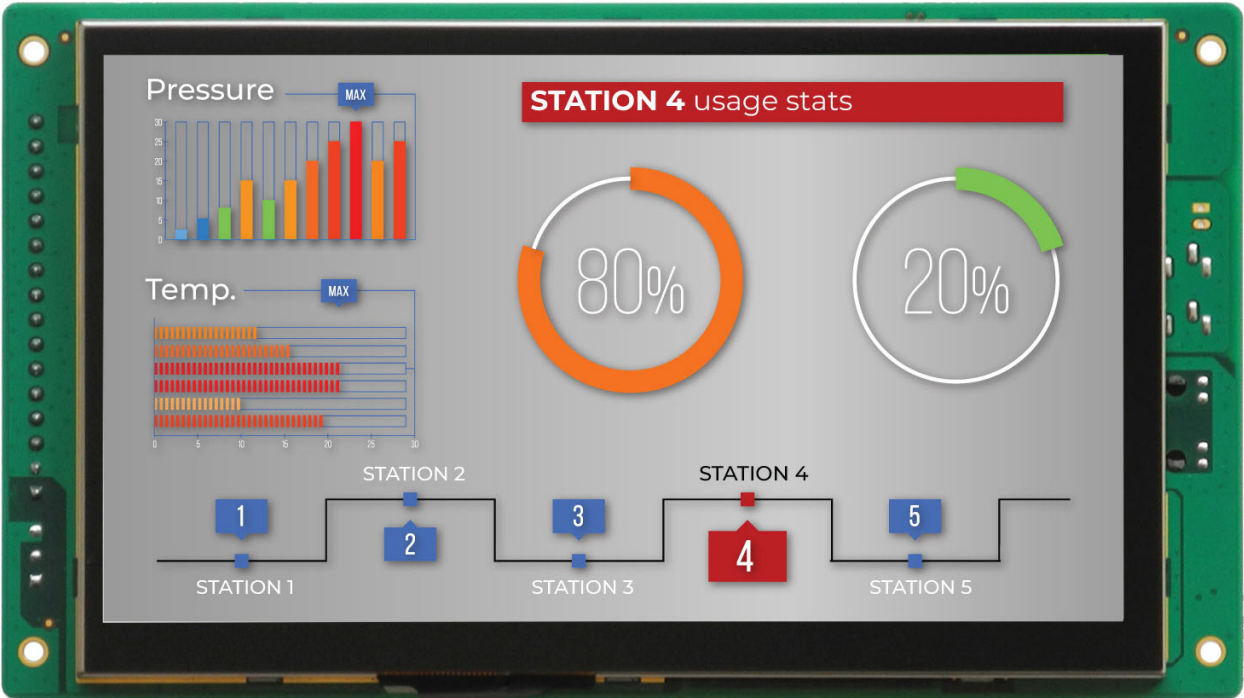 Pressure
MAX
30
25
20
15
10
5
0
STATION 4 usage stats
80%
20%
Temp.
MAX
0 5 10 15 20 25 30
STATION 2
STATION 4
1
3
5
2
4
STATION 1
STATION 3
STATION 5